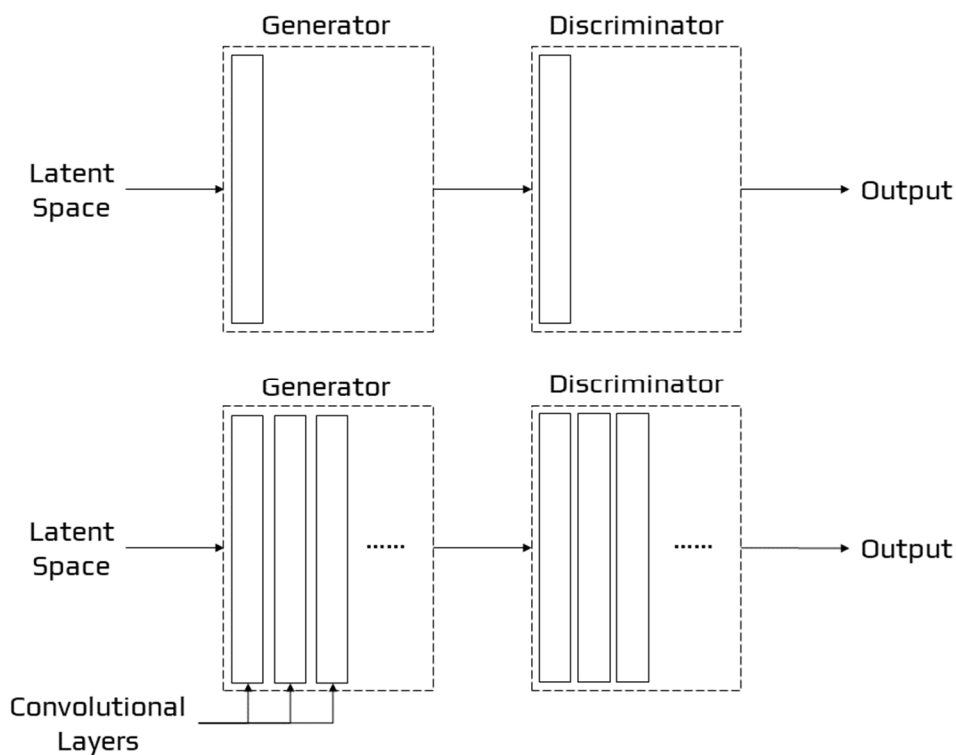 Generator
Discriminator
Latent
Space
Output
Generator
Discriminator
Latent
Space
......
......
Output
Convolutional
Layers